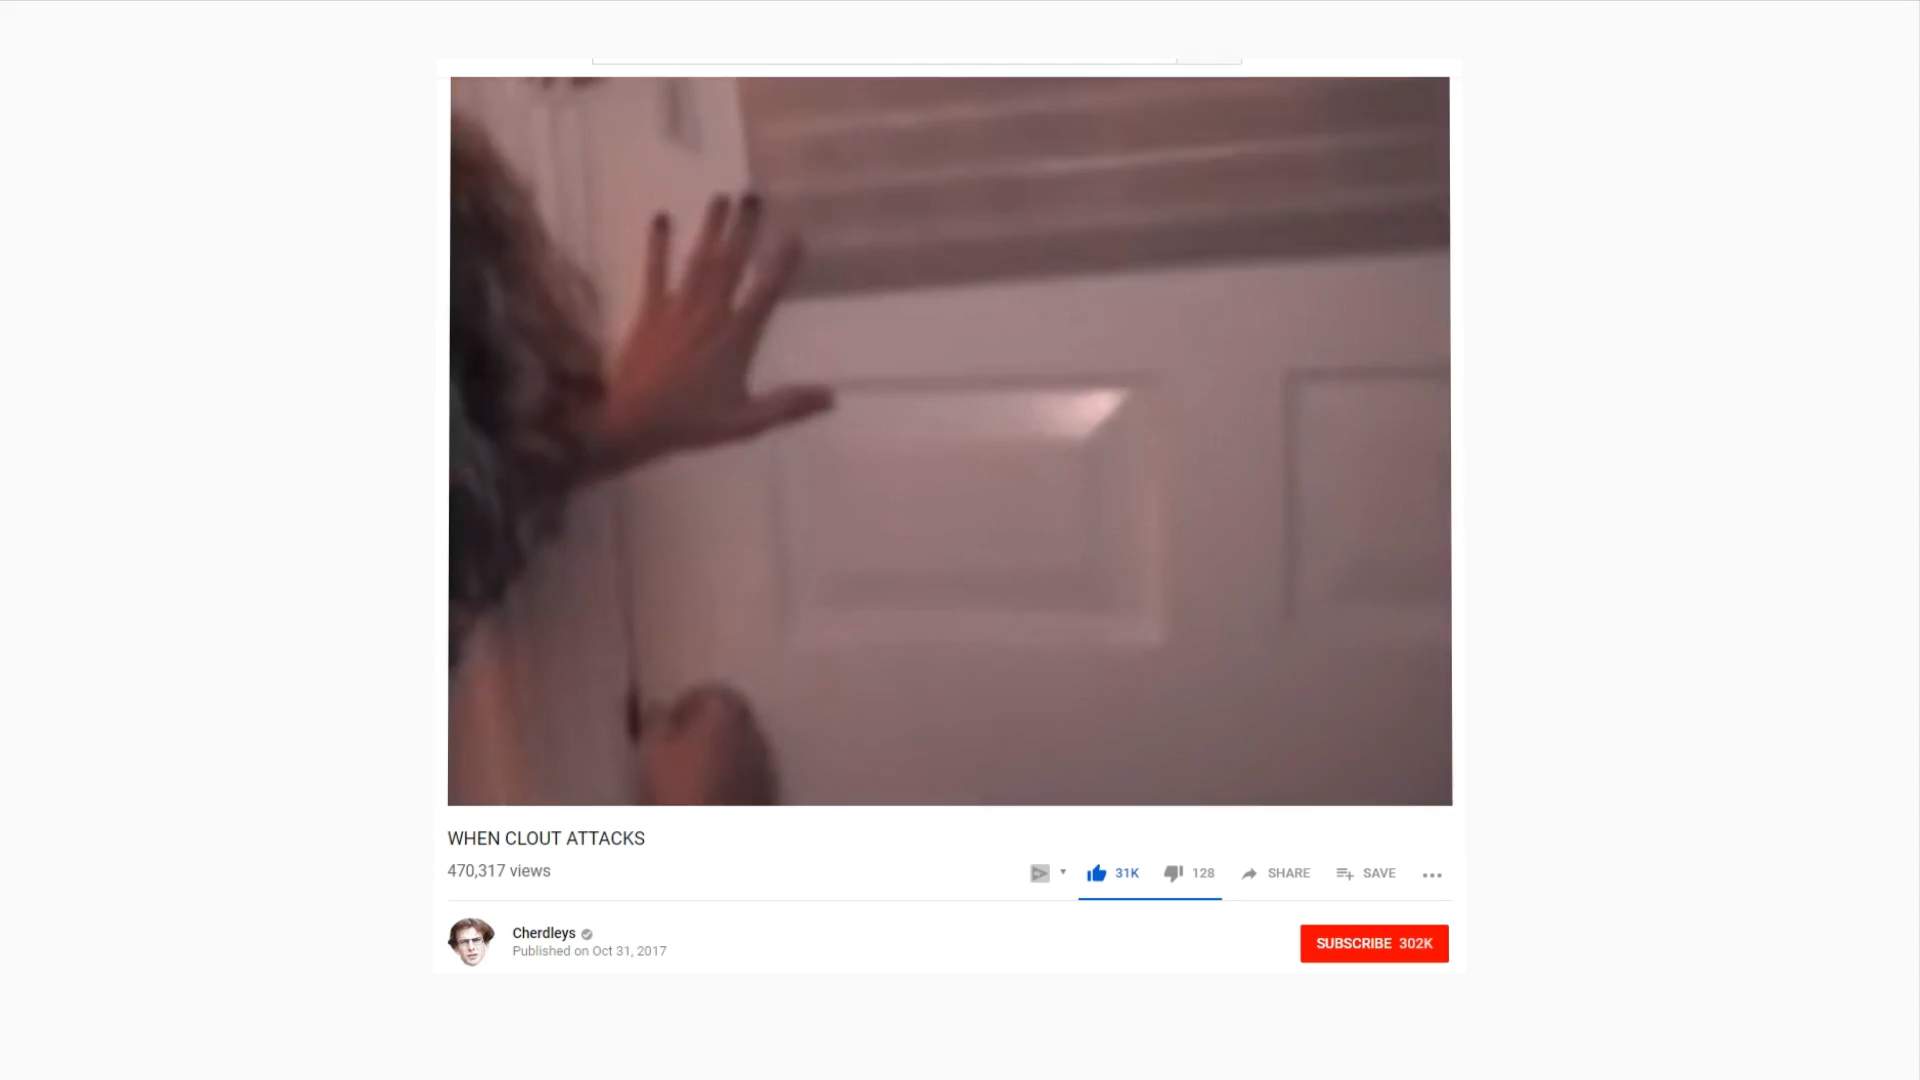 WHEN CLOUT ATTACKS
470,317 views
31K 128 SHARE SAVE
Cherdleys
Published on Oct 31, 2017
SUBSCRIBE 302K